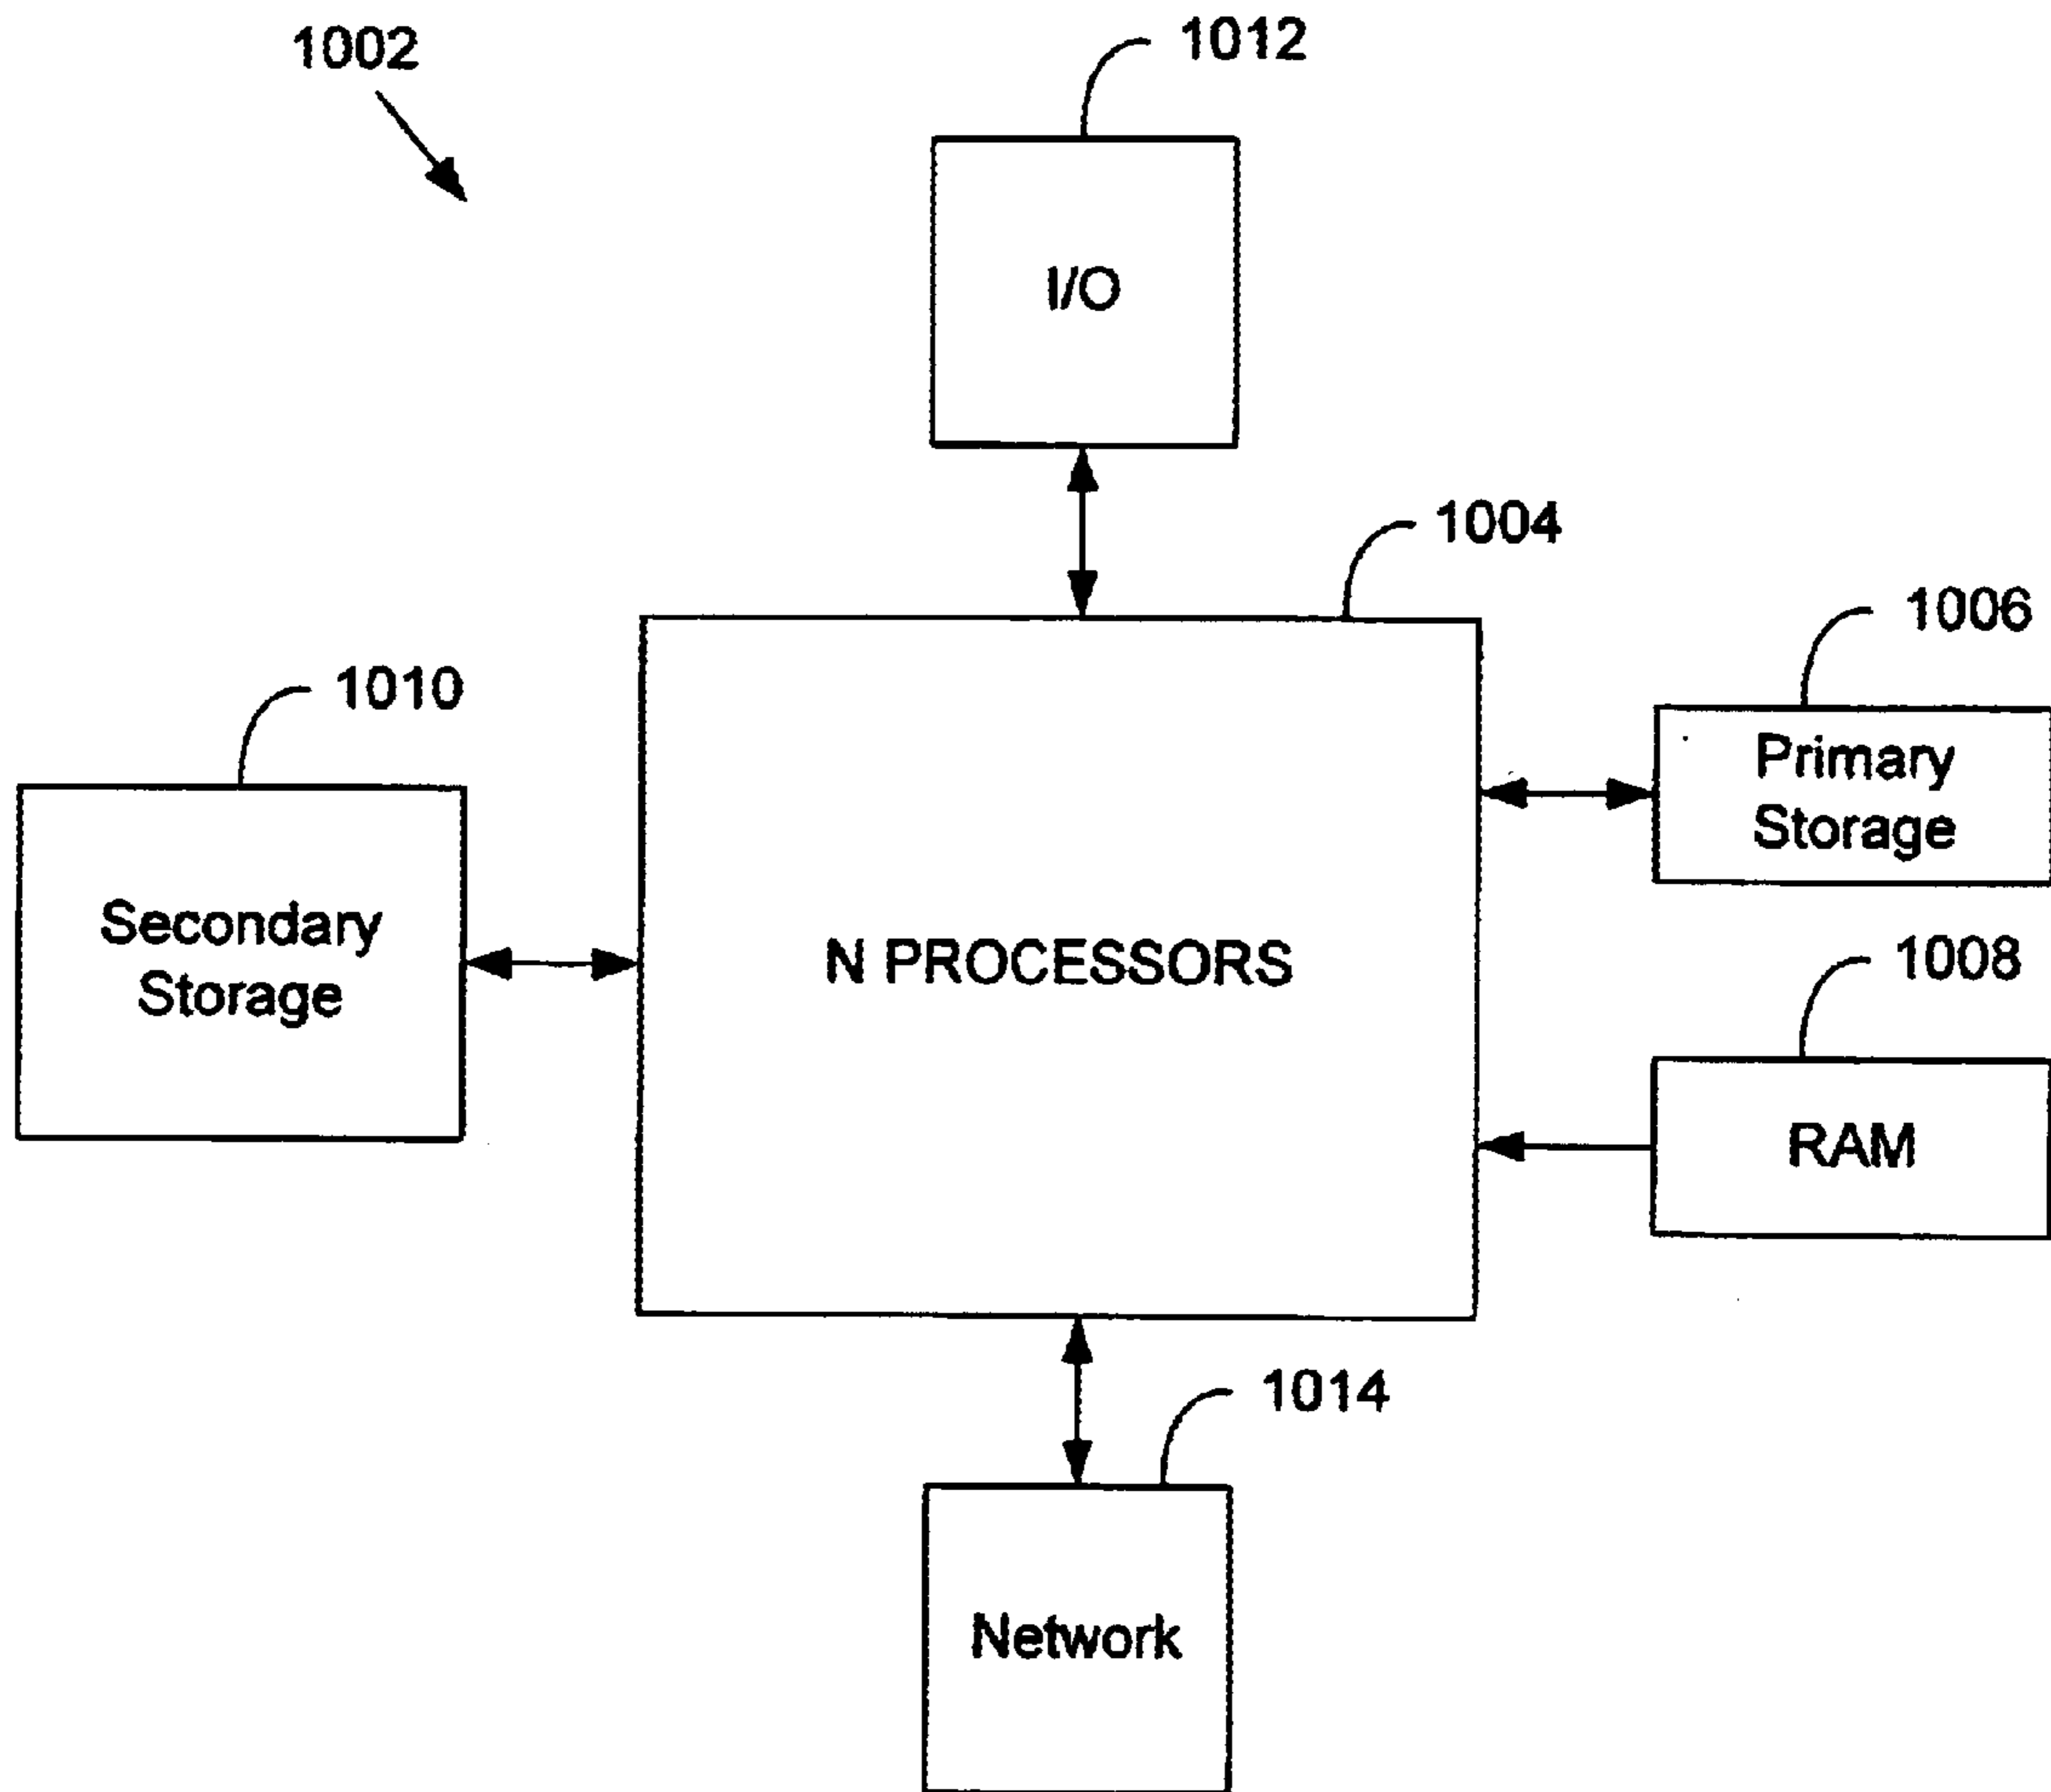 1002
1012
I/O
1004
1006
1010
Primary
Storage
Secondary
Storage
N PROCESSORS
1008
RAM
1014
Network